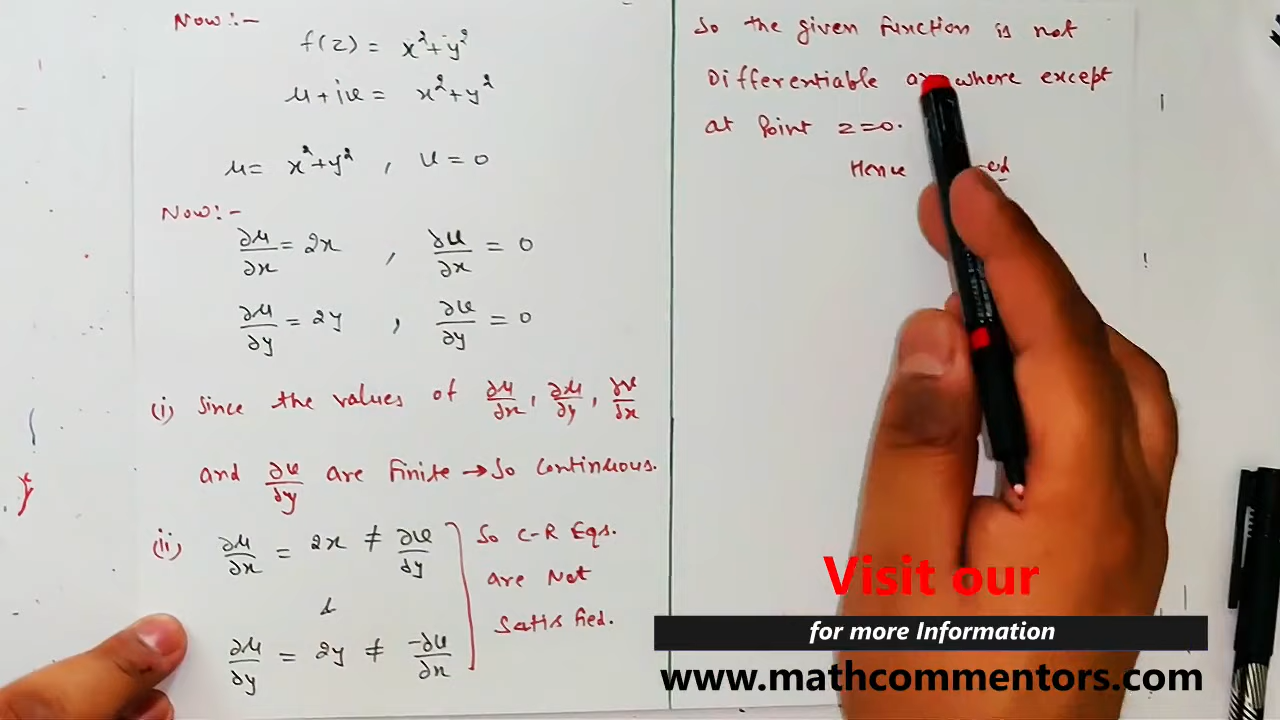 Now:-
f(z) = x²+y²
u+iv = x²+y²
u= x²+y² , v=0
Now:-
∂u/∂x = 2x , ∂v/∂x = 0
∂u/∂y = 2y , ∂v/∂y = 0
(i) Since the values of ∂u/∂x, ∂u/∂y, ∂v/∂x
and ∂v/∂y are finite → So Continuous.
(ii) ∂u/∂x = 2x ≠ ∂v/∂y
&
∂u/∂y = 2y ≠ -∂v/∂x
So C-R Eqs.
are Not
Satisfied.
So the given function is not
Differentiable where except
at Point z=0.
Hence
Visit our
for more Information
www.mathcommentors.com